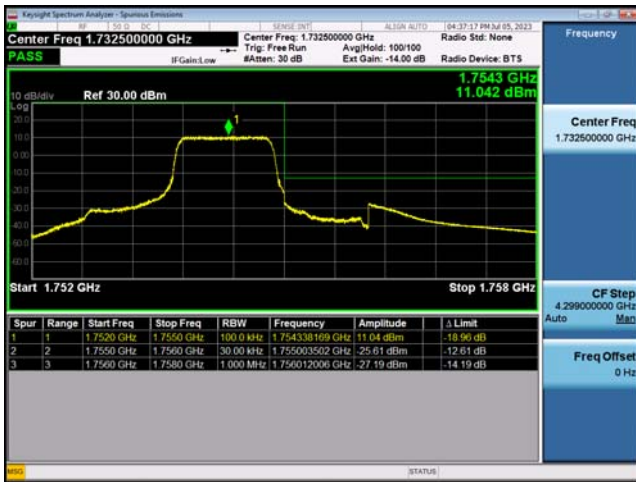 Keysight Spectrum Analyzer - Spurious Emissions
RF 50 Ω DC SENSE:INT ALIGN AUTO 04:37:17 PM Jul 05, 2023
Center Freq 1.732500000 GHz
PASS
IFGain:Low
Center Freq: 1.732500000 GHz
Trig: Free Run Avg|Hold: 100/100
#Atten: 30 dB Ext Gain: -14.00 dB
Radio Std: None
Radio Device: BTS
1.7543 GHz
11.042 dBm
10 dB/div Ref 30.00 dBm
Log
20.0
10.0
0.00
1
Start 1.752 GHz Stop 1.758 GHz
Spur Range Start Freq Stop Freq RBW Frequency Amplitude Δ Limit
1 1 1.7520 GHz 1.7550 GHz 100.0 kHz 1.754338169 GHz 11.04 dBm -18.96 dB
2 2 1.7550 GHz 1.7560 GHz 30.00 kHz 1.755003502 GHz -25.61 dBm -12.61 dB
3 3 1.7560 GHz 1.7580 GHz 1.000 MHz 1.756012006 GHz -27.19 dBm -14.19 dB
Frequency
Center Freq
1.732500000 GHz
CF Step
4.299000000 GHz
Auto Man
Freq Offset
0 Hz
MSG STATUS